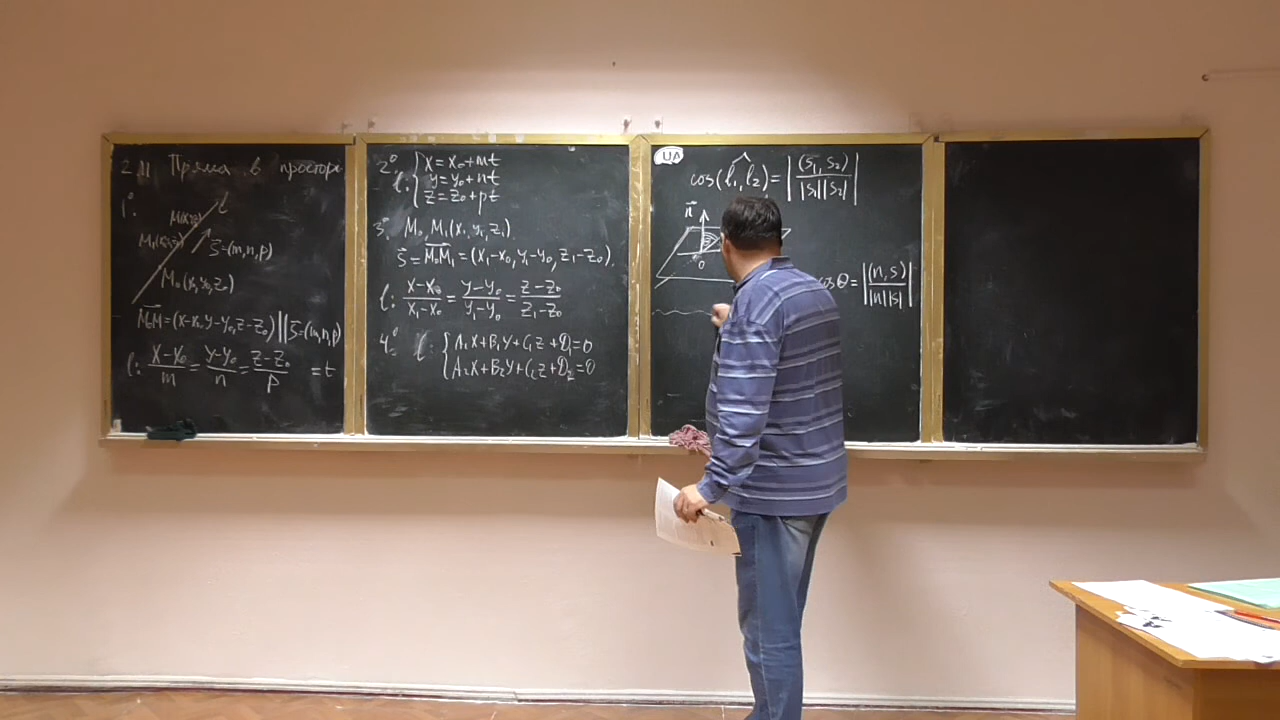 2.11 Пряма в просторі
1°.
l
M(x,y,z)
M₁(x₁,y₁,z₁)
s̄=(m,n,p)
M₀(x₀,y₀,z₀)
M₀M=(x-x₀,y-y₀,z-z₀) || s̄=(m,n,p)
l: (x-x₀)/m = (y-y₀)/n = (z-z₀)/p = t
2°
l: { x=x₀+mt
y=y₀+nt
z=z₀+pt
3° M₀, M₁(x₁,y₁,z₁)
s̄=M₀M₁=(x₁-x₀,y₁-y₀,z₁-z₀).
l: (x-x₀)/(x₁-x₀) = (y-y₀)/(y₁-y₀) = (z-z₀)/(z₁-z₀)
4° l: { A₁x+B₁y+C₁z+D₁=0
A₂x+B₂y+C₂z+D₂=0
UA
cos(l₁,l₂)=|(s₁,s₂)/(|s₁||s₂|)|
n̄
0
cosθ=|(n,s)/(|n||s|)|